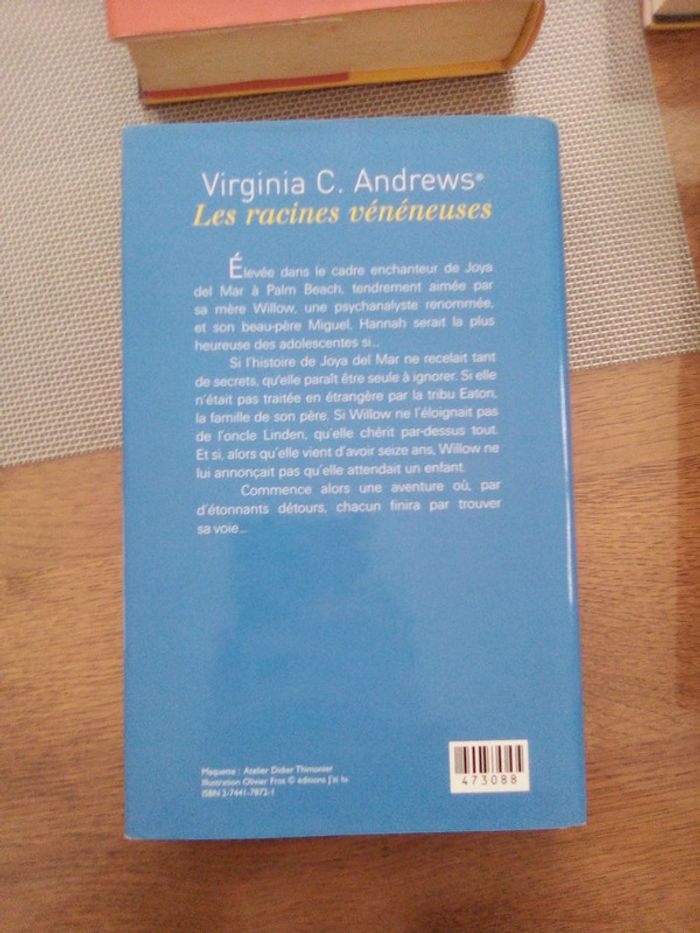 Virginia C. Andrews®
Les racines vénéneuses
Élevée dans le cadre enchanteur de Joya
del Mar à Palm Beach, tendrement aimée par
sa mère Willow, une psychanalyste renommée,
et son beau-père Miguel, Hannah serait la plus
heureuse des adolescentes si...
Si l'histoire de Joya del Mar ne recelait tant
de secrets, qu'elle paraît être seule à ignorer. Si elle
n'était pas traitée en étrangère par la tribu Eaton,
la famille de son père. Si Willow ne l'éloignait pas
de l'oncle Linden, qu'elle chérit par-dessus tout.
Et si, alors qu'elle vient d'avoir seize ans, Willow ne
lui annonçait pas qu'elle attendait un enfant.
Commence alors une aventure où, par
d'étonnants détours, chacun finira par trouver
sa voie...
Maquette : Atelier Didier Thimonier
Illustration Olivier Frot © éditions J'ai lu
ISBN 2-7441-7872-1
473088